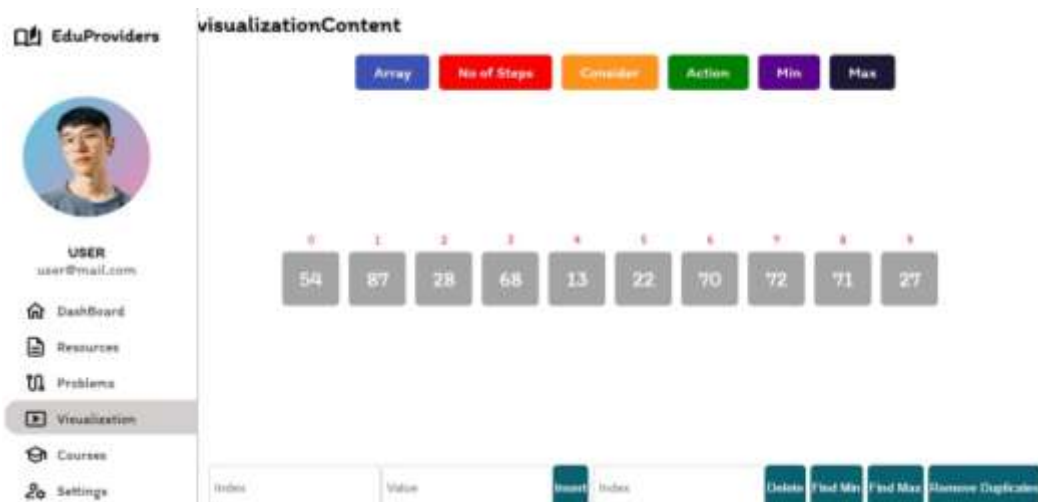 EduProviders
visualizationContent
Array No of Steps Consider Action Min Max
0 1 2 3 4 5 6 7 8 9
54 87 28 68 13 22 70 72 71 27
USER
user@mail.com
DashBoard
Resources
Problems
Visualization
Courses
Settings
Index Value Insert Index Delete Find Min Find Max Remove Duplicates